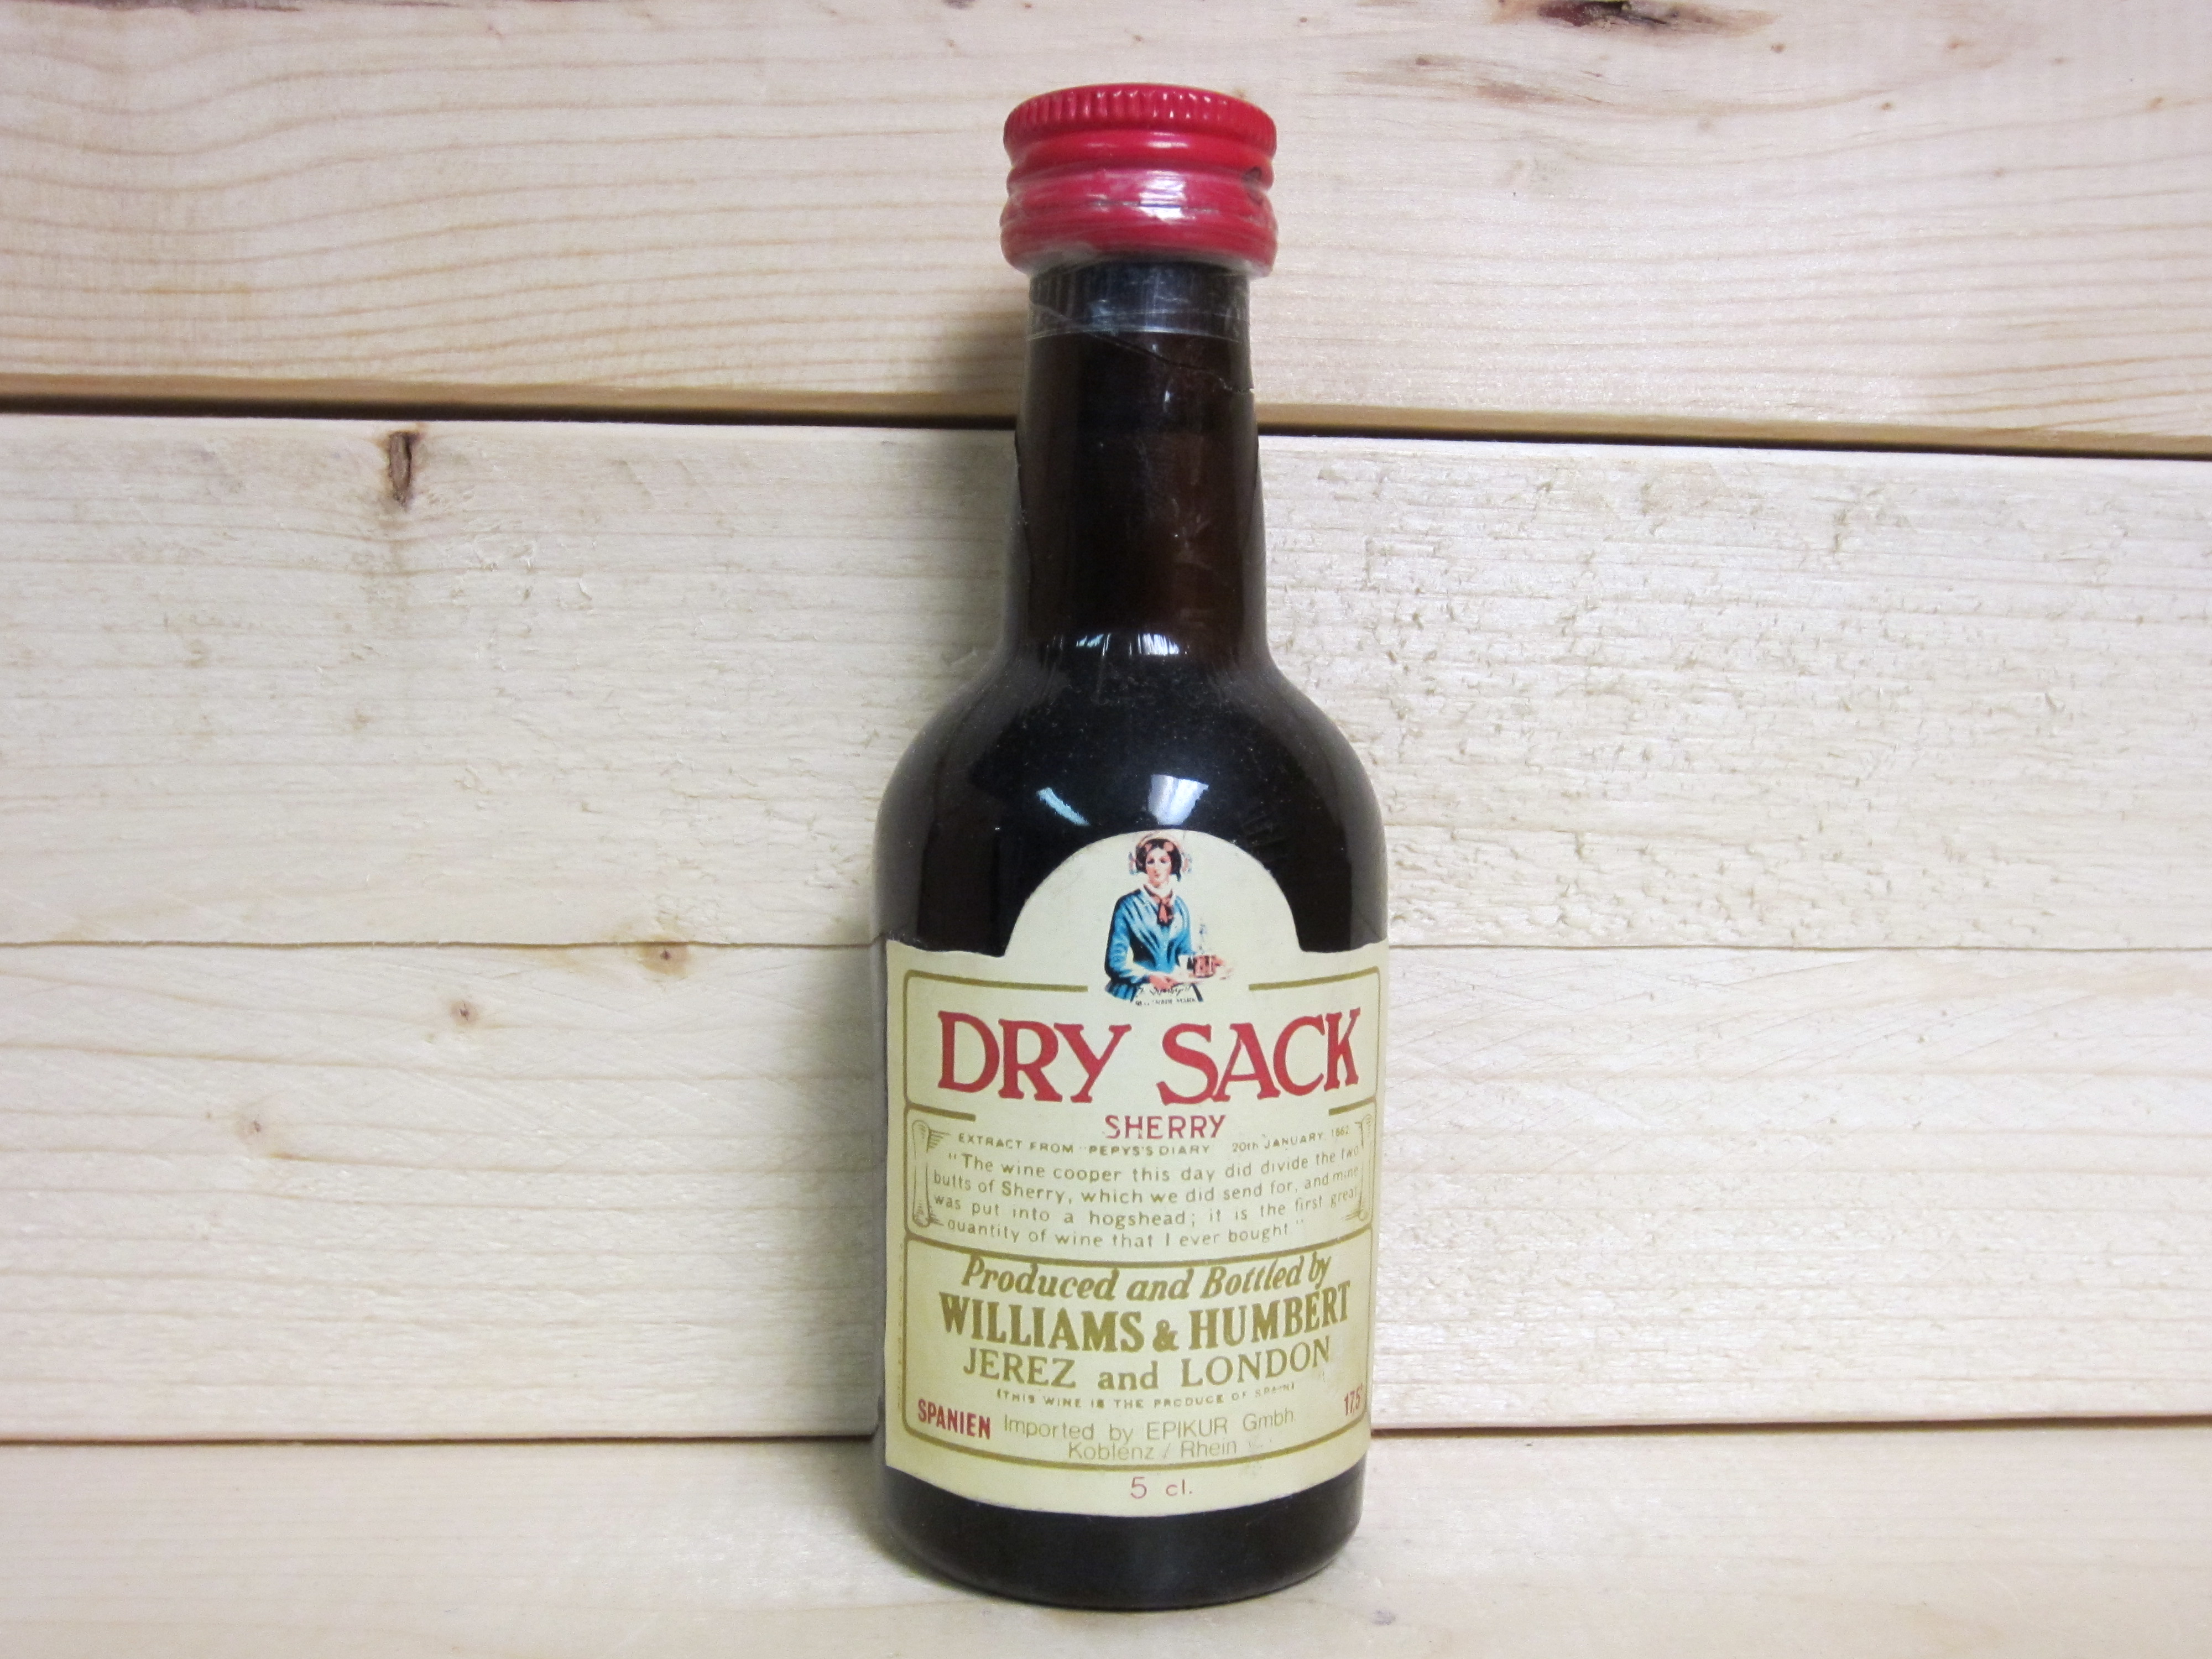 DRY SACK
SHERRY
EXTRACT FROM PEPYS'S DIARY 20th JANUARY, 1662
"The wine cooper this day did divide the two
butts of Sherry, which we did send for, and mine
was put into a hogshead; it is the first great
quantity of wine that I ever bought."
Produced and Bottled by
WILLIAMS & HUMBERT
JEREZ and LONDON
(THIS WINE IS THE PRODUCE OF SPAIN)
SPANIEN Imported by EPIKUR Gmbh 17,5°
Koblenz / Rhein
5 cl.